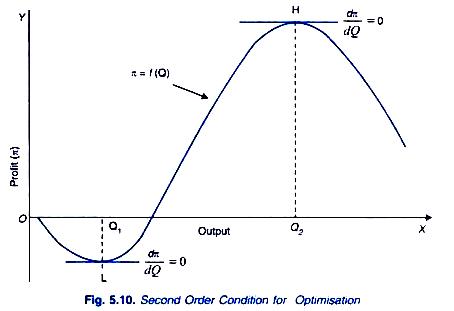 Y
H
dπ/dQ = 0
π = f (Q)
Profit (π)
O
Q₁
Output
Q₂
X
dπ/dQ = 0
L
Fig. 5.10. Second Order Condition for Optimisation